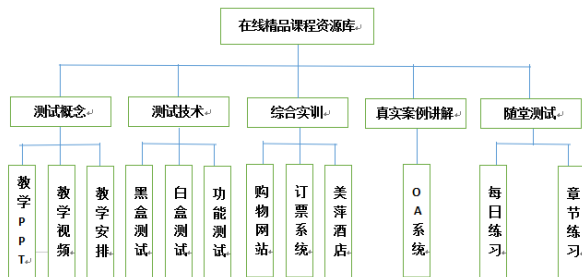 在线精品课程资源库
测试概念
测试技术
综合实训
真实案例讲解
随堂测试
教学PPT
教学视频
教学安排
黑盒测试
白盒测试
功能测试
购物网站
订票系统
美萍酒店
OA系统
每日练习
章节练习